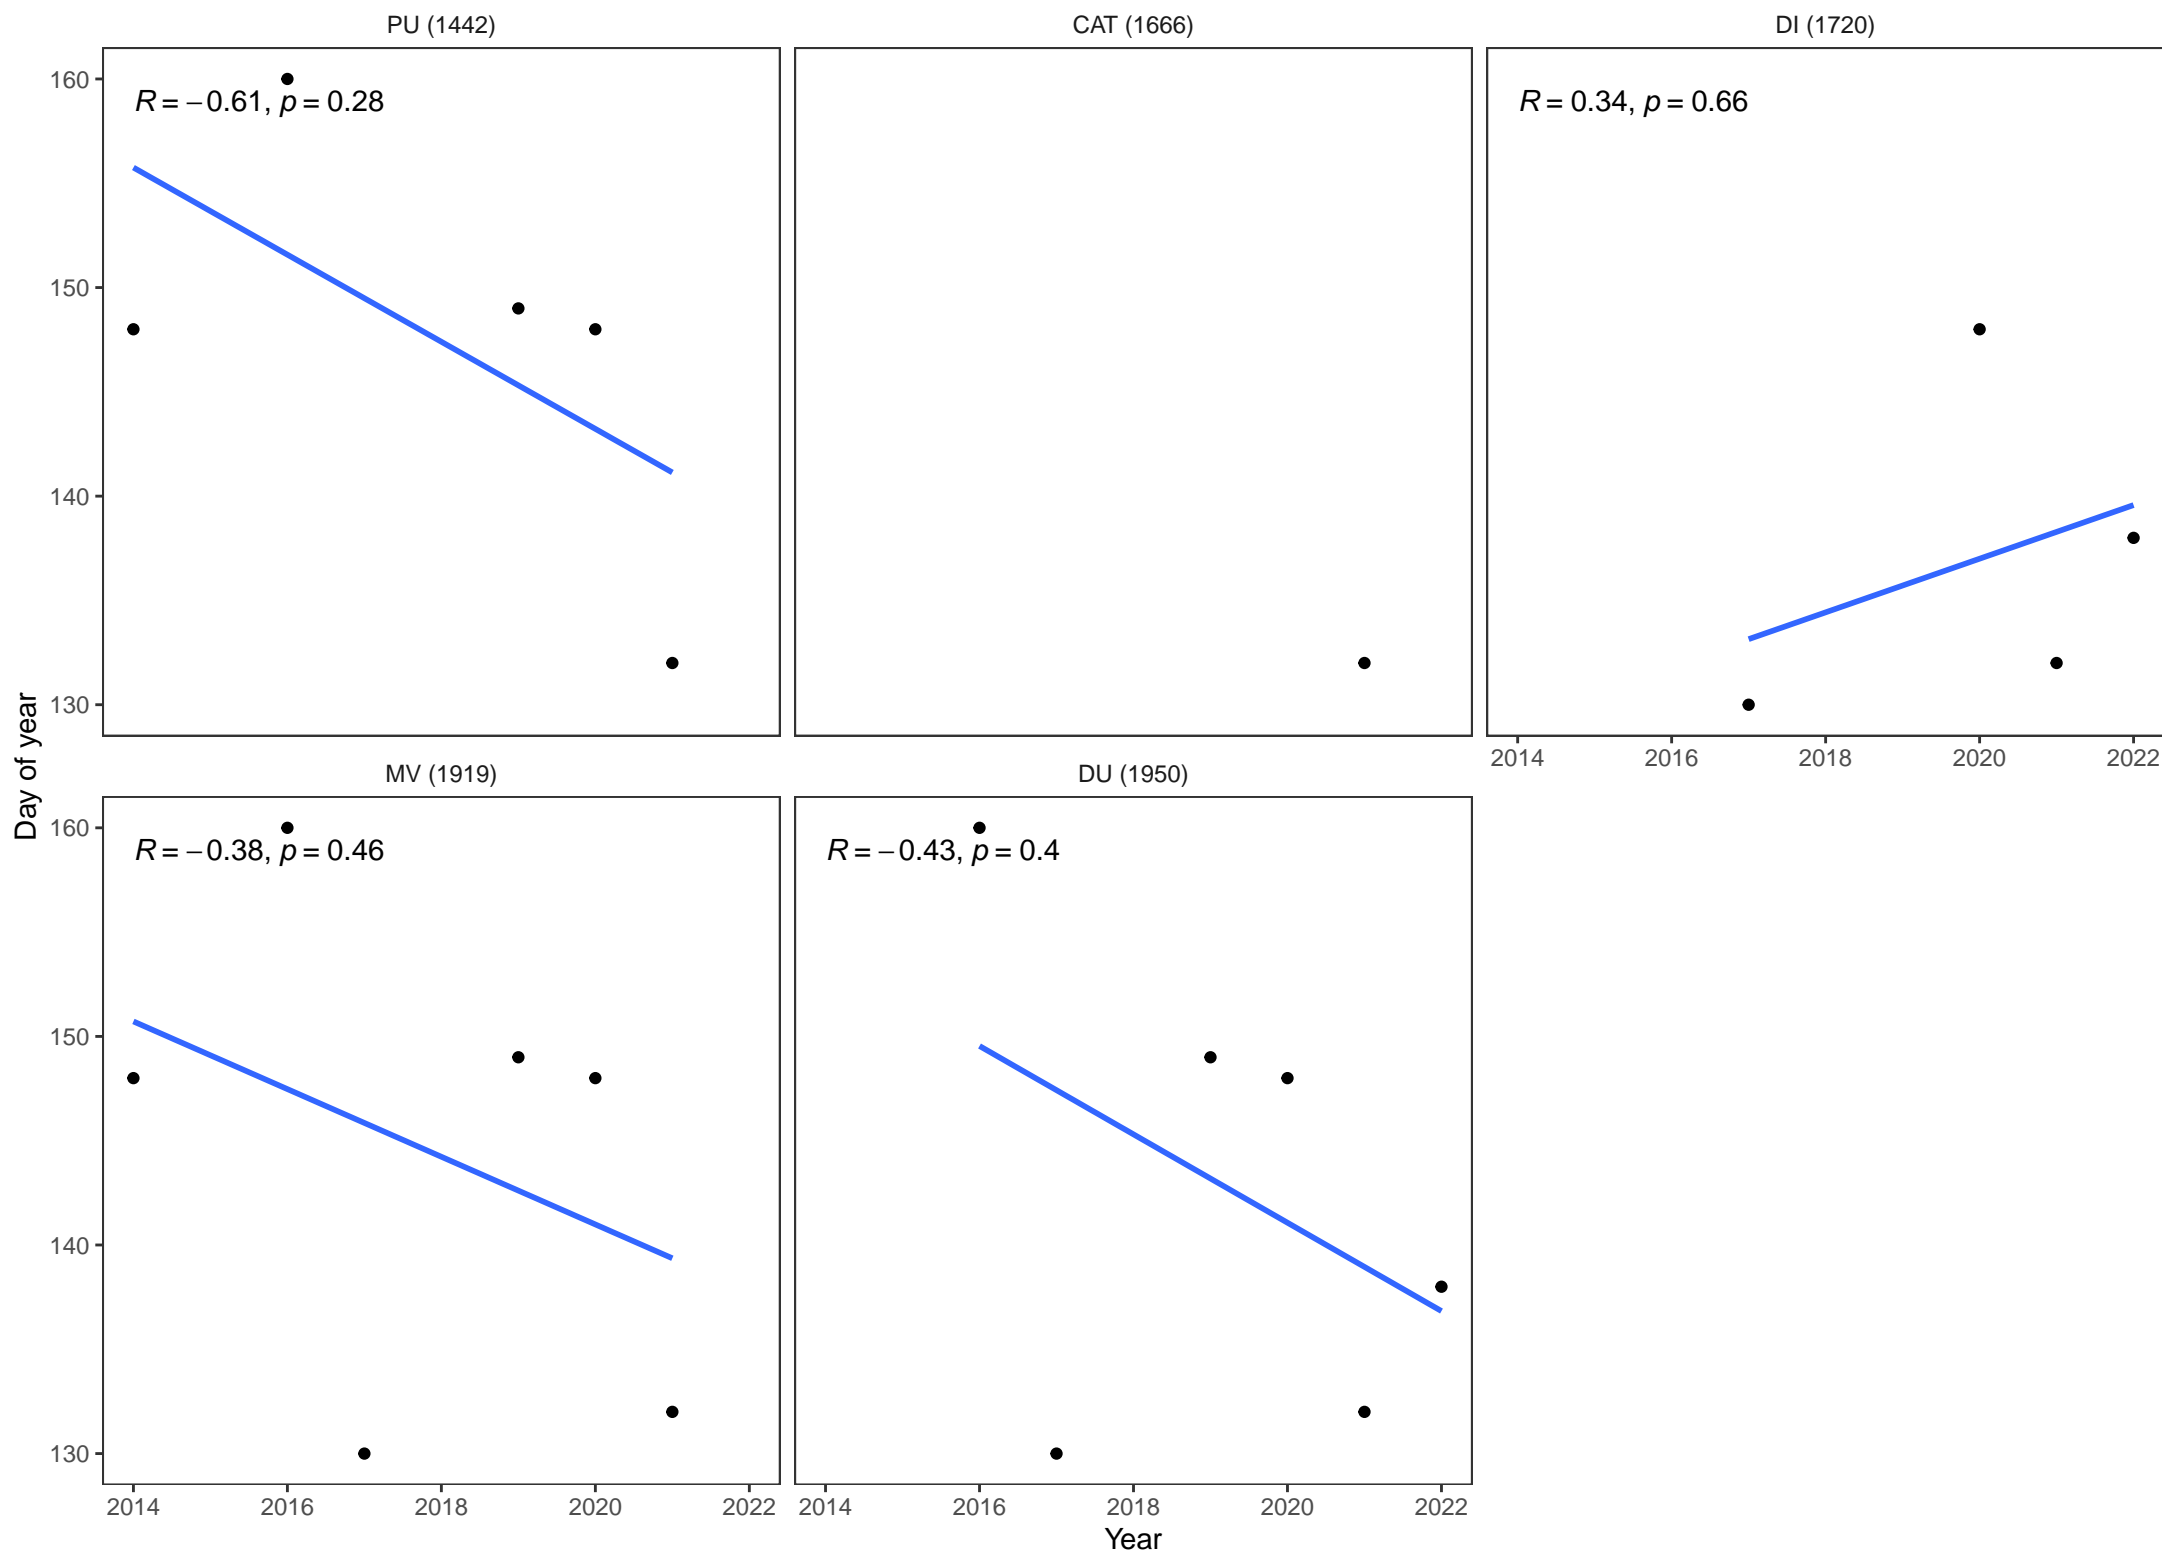 PU (1442)
CAT (1666)
DI (1720)
160
150
140
130
R = −0.61, p = 0.28
R = 0.34, p = 0.66
2014 2016 2018 2020 2022
MV (1919)
DU (1950)
160
150
140
130
R = −0.38, p = 0.46
R = −0.43, p = 0.4
2014 2016 2018 2020 2022
2014 2016 2018 2020 2022
Day of year
Year